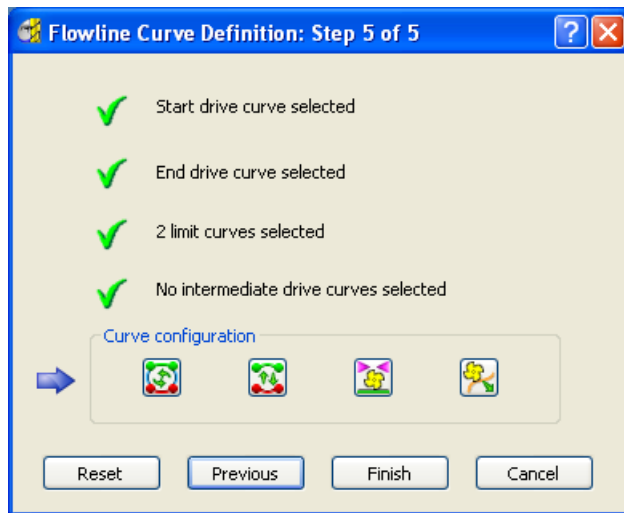 Flowline Curve Definition: Step 5 of 5
Start drive curve selected
End drive curve selected
2 limit curves selected
No intermediate drive curves selected
Curve configuration
Reset
Previous
Finish
Cancel